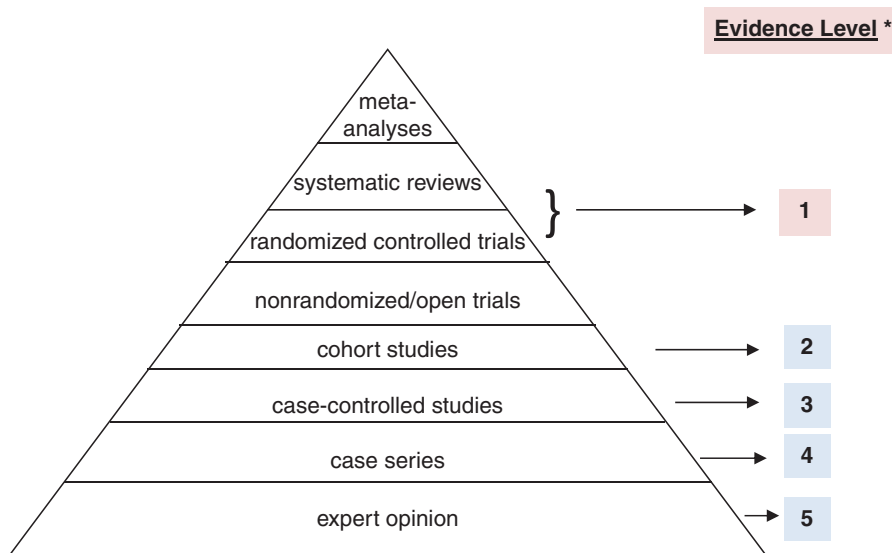 Evidence Level *
meta-
analyses
systematic reviews
} 1
randomized controlled trials
nonrandomized/open trials
cohort studies 2
case-controlled studies 3
case series 4
expert opinion 5